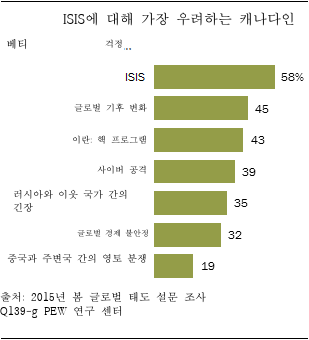 ISIS에 대해 가장 우려하는 캐나다인
베티
걱정...
ISIS 58%
글로벌 기후 변화 45
이란: 핵 프로그램 43
사이버 공격 39
러시아와 이웃 국가 간의
긴장 35
글로벌 경제 불안정 32
중국과 주변국 간의 영토 분쟁 19
출처: 2015년 봄 글로벌 태도 설문 조사
Q139-g PEW 연구 센터